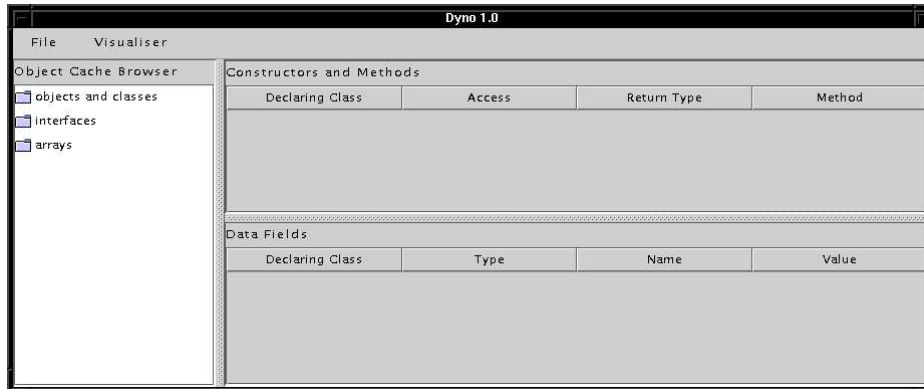 Dyno 1.0
File Visualiser
Object Cache Browser
objects and classes
interfaces
arrays
Constructors and Methods
Declaring Class Access Return Type Method
Data Fields
Declaring Class Type Name Value